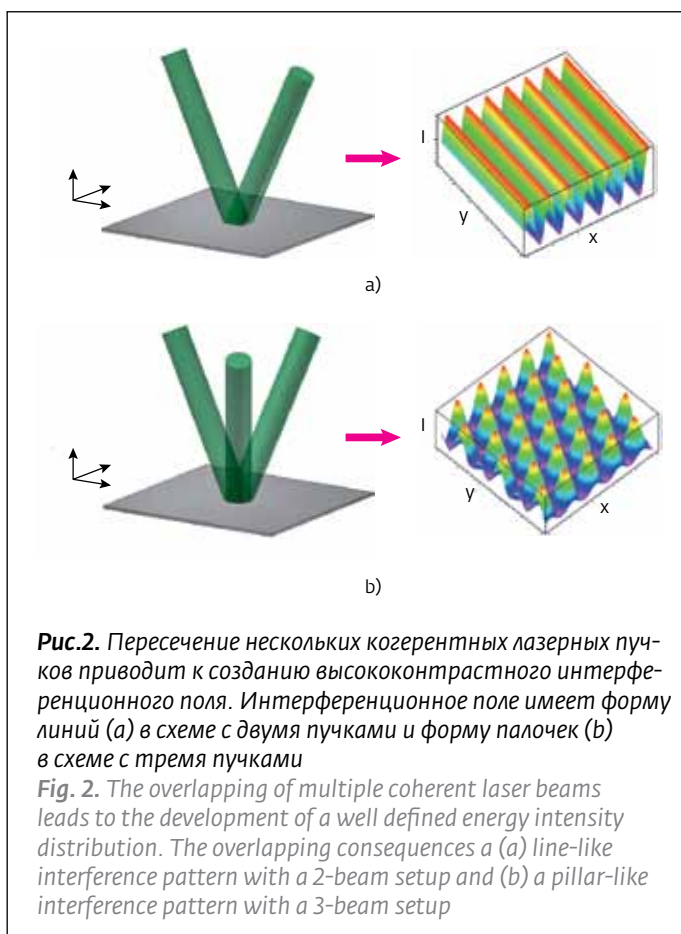 I
y
x
a)
I
y
x
b)
Рис.2. Пересечение нескольких когерентных лазерных пуч-
ков приводит к созданию высококонтрастного интерфе-
ренционного поля. Интерференционное поле имеет форму
линий (a) в схеме с двумя пучками и форму палочек (b)
в схеме с тремя пучками
Fig. 2. The overlapping of multiple coherent laser beams
leads to the development of a well defined energy intensity
distribution. The overlapping consequences a (a) line-like
interference pattern with a 2-beam setup and (b) a pillar-like
interference pattern with a 3-beam setup